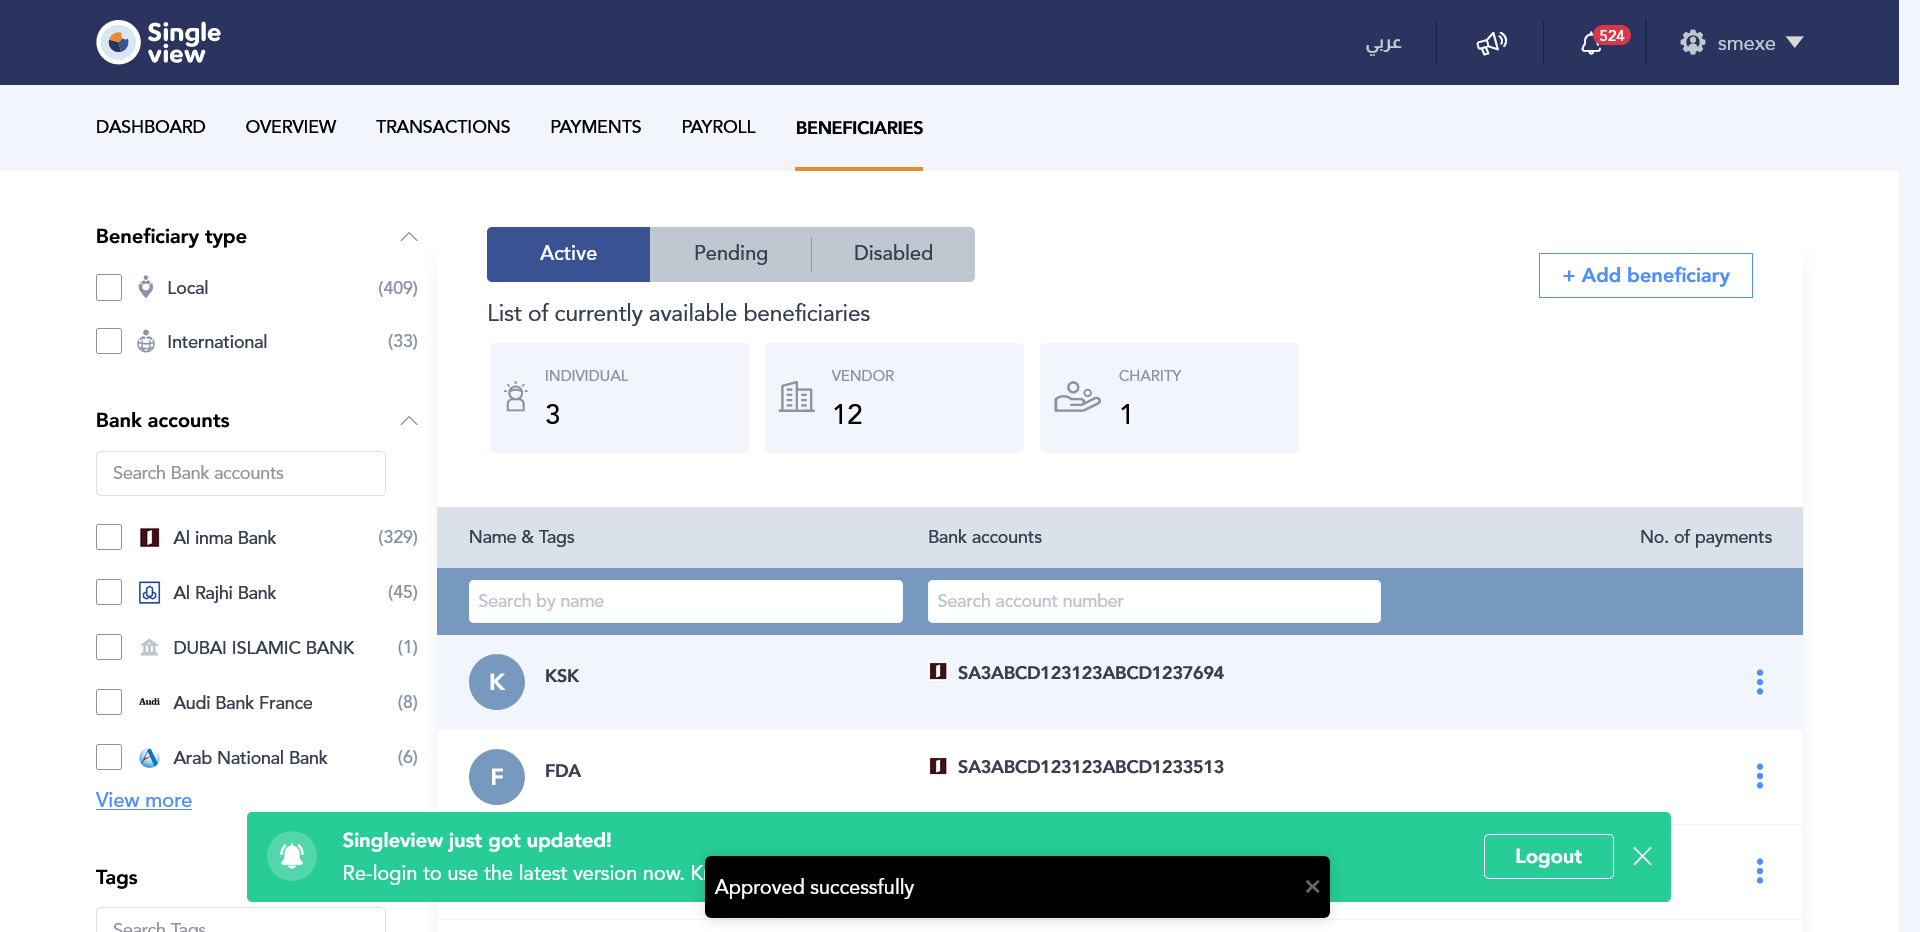 Single
view
عربي
524
smexe
DASHBOARD
OVERVIEW
TRANSACTIONS
PAYMENTS
PAYROLL
BENEFICIARIES
Beneficiary type
Local
(409)
International
(33)
Bank accounts
Search Bank accounts
Al inma Bank
(329)
Al Rajhi Bank
(45)
DUBAI ISLAMIC BANK
(1)
Audi
Audi Bank France
(8)
Arab National Bank
(6)
View more
Tags
Search Tags
Active
Pending
Disabled
+ Add beneficiary
List of currently available beneficiaries
INDIVIDUAL
3
VENDOR
12
CHARITY
1
Name & Tags
Bank accounts
No. of payments
Search by name
Search account number
K
KSK
SA3ABCD123123ABCD1237694
F
FDA
SA3ABCD123123ABCD1233513
Singleview just got updated!
Re-login to use the latest version now.
Logout
Approved successfully